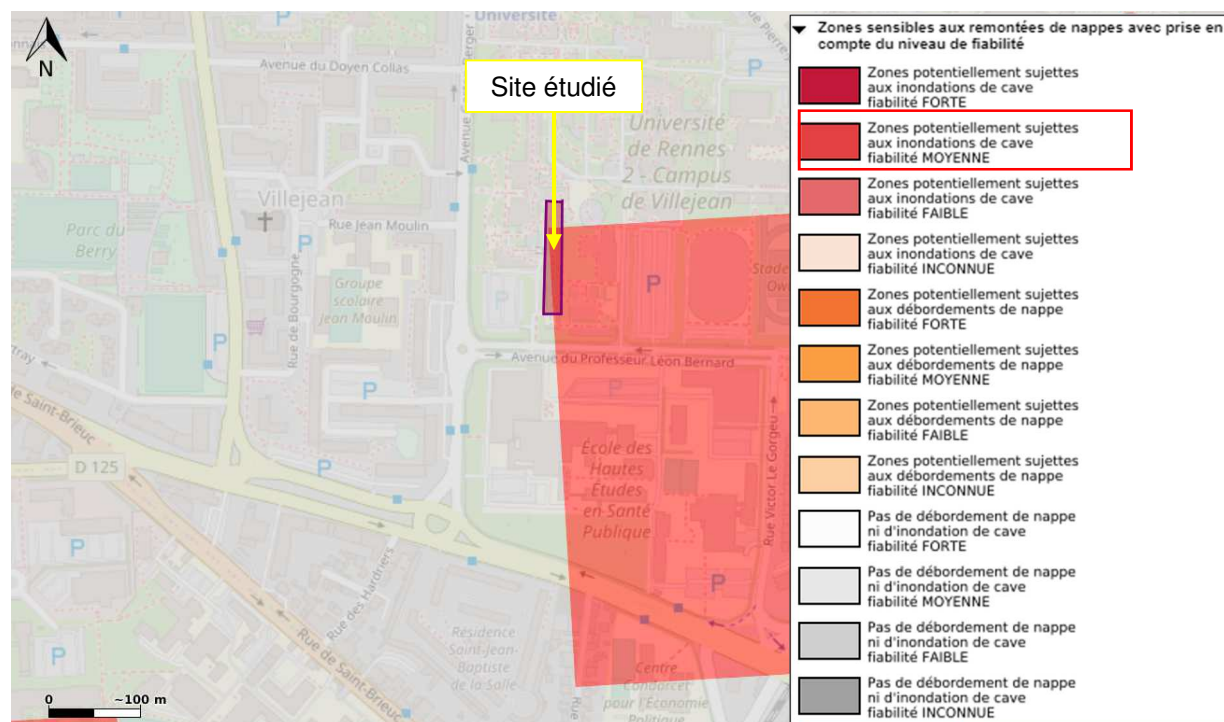 N
Université
Avenue du Doyen Collas
Site étudié
Université
de Rennes
2 - Campus
de Villejean
Villejean
Rue Jean Moulin
Parc du
Berry
Rue de Bourgogne
Groupe
scolaire
Jean Moulin
P
Avenue du Professeur Léon Bernard
D 125
École des
Hautes
Études
en Santé
Publique
Rue Victor Le Gorgeu
Rue des Hardriers
Rue de Saint-Brieuc
Résidence
Saint-Jean-
Baptiste
de la Salle
Centre
Condorcet
pour l'Économie
Politique
0 ~100 m
Zones sensibles aux remontées de nappes avec prise en
compte du niveau de fiabilité
Zones potentiellement sujettes
aux inondations de cave
fiabilité FORTE
Zones potentiellement sujettes
aux inondations de cave
fiabilité MOYENNE
Zones potentiellement sujettes
aux inondations de cave
fiabilité FAIBLE
Zones potentiellement sujettes
aux inondations de cave
fiabilité INCONNUE
Zones potentiellement sujettes
aux débordements de nappe
fiabilité FORTE
Zones potentiellement sujettes
aux débordements de nappe
fiabilité MOYENNE
Zones potentiellement sujettes
aux débordements de nappe
fiabilité FAIBLE
Zones potentiellement sujettes
aux débordements de nappe
fiabilité INCONNUE
Pas de débordement de nappe
ni d'inondation de cave
fiabilité FORTE
Pas de débordement de nappe
ni d'inondation de cave
fiabilité MOYENNE
Pas de débordement de nappe
ni d'inondation de cave
fiabilité FAIBLE
Pas de débordement de nappe
ni d'inondation de cave
fiabilité INCONNUE